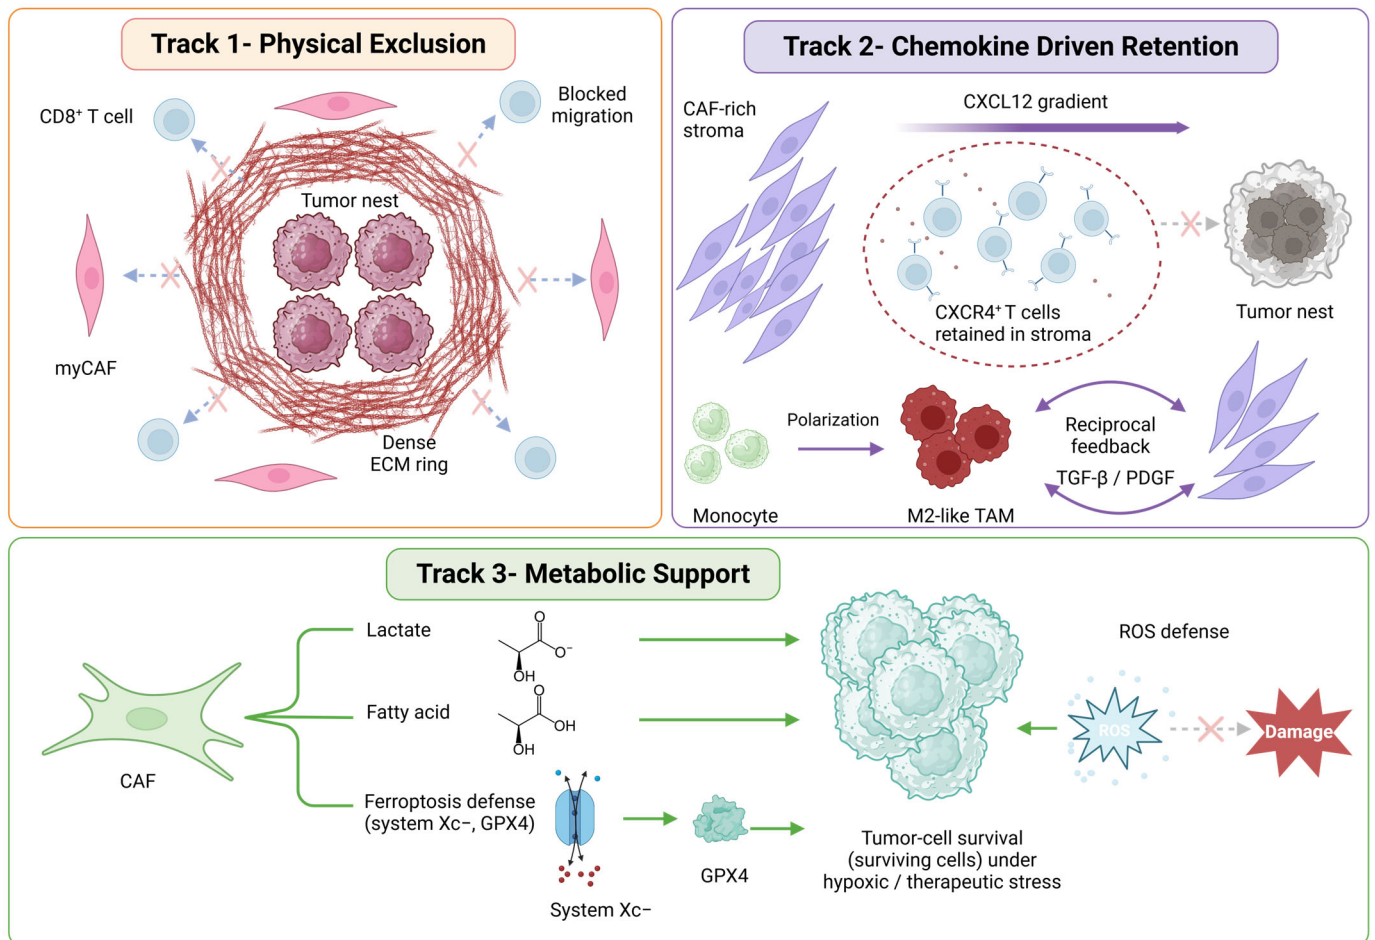 Track 1- Physical Exclusion
CD8⁺ T cell
Blocked
migration
Tumor nest
myCAF
Dense
ECM ring
Track 2- Chemokine Driven Retention
CAF-rich
stroma
CXCL12 gradient
CXCR4⁺ T cells
retained in stroma
Tumor nest
Polarization
Reciprocal
feedback
TGF-β / PDGF
Monocyte
M2-like TAM
Track 3- Metabolic Support
Lactate
O
O⁻
OH
Fatty acid
O
OH
OH
CAF
Ferroptosis defense
(system Xc−, GPX4)
System Xc−
GPX4
Tumor-cell survival
(surviving cells) under
hypoxic / therapeutic stress
ROS defense
ROS
Damage